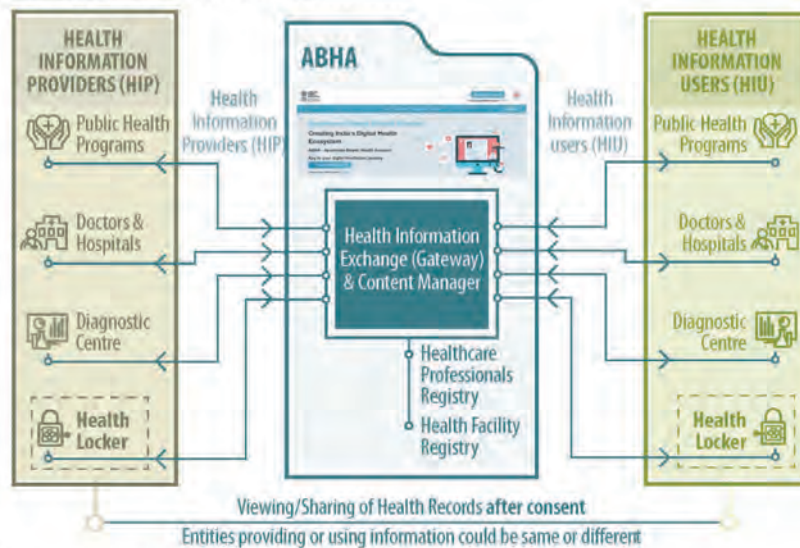 HEALTH
INFORMATION
PROVIDERS (HIP)
Public Health
Programs
Doctors &
Hospitals
Diagnostic
Centre
Health
Locker
Health
Information
Providers (HIP)
ABHA
Creating India's Digital Health
Ecosystem
Health Information
Exchange (Gateway)
& Content Manager
Healthcare
Professionals
Registry
Health Facility
Registry
Health
Information
users (HIU)
HEALTH
INFORMATION
USERS (HIU)
Public Health
Programs
Doctors &
Hospitals
Diagnostic
Centre
Health
Locker
Viewing/Sharing of Health Records after consent
Entities providing or using information could be same or different